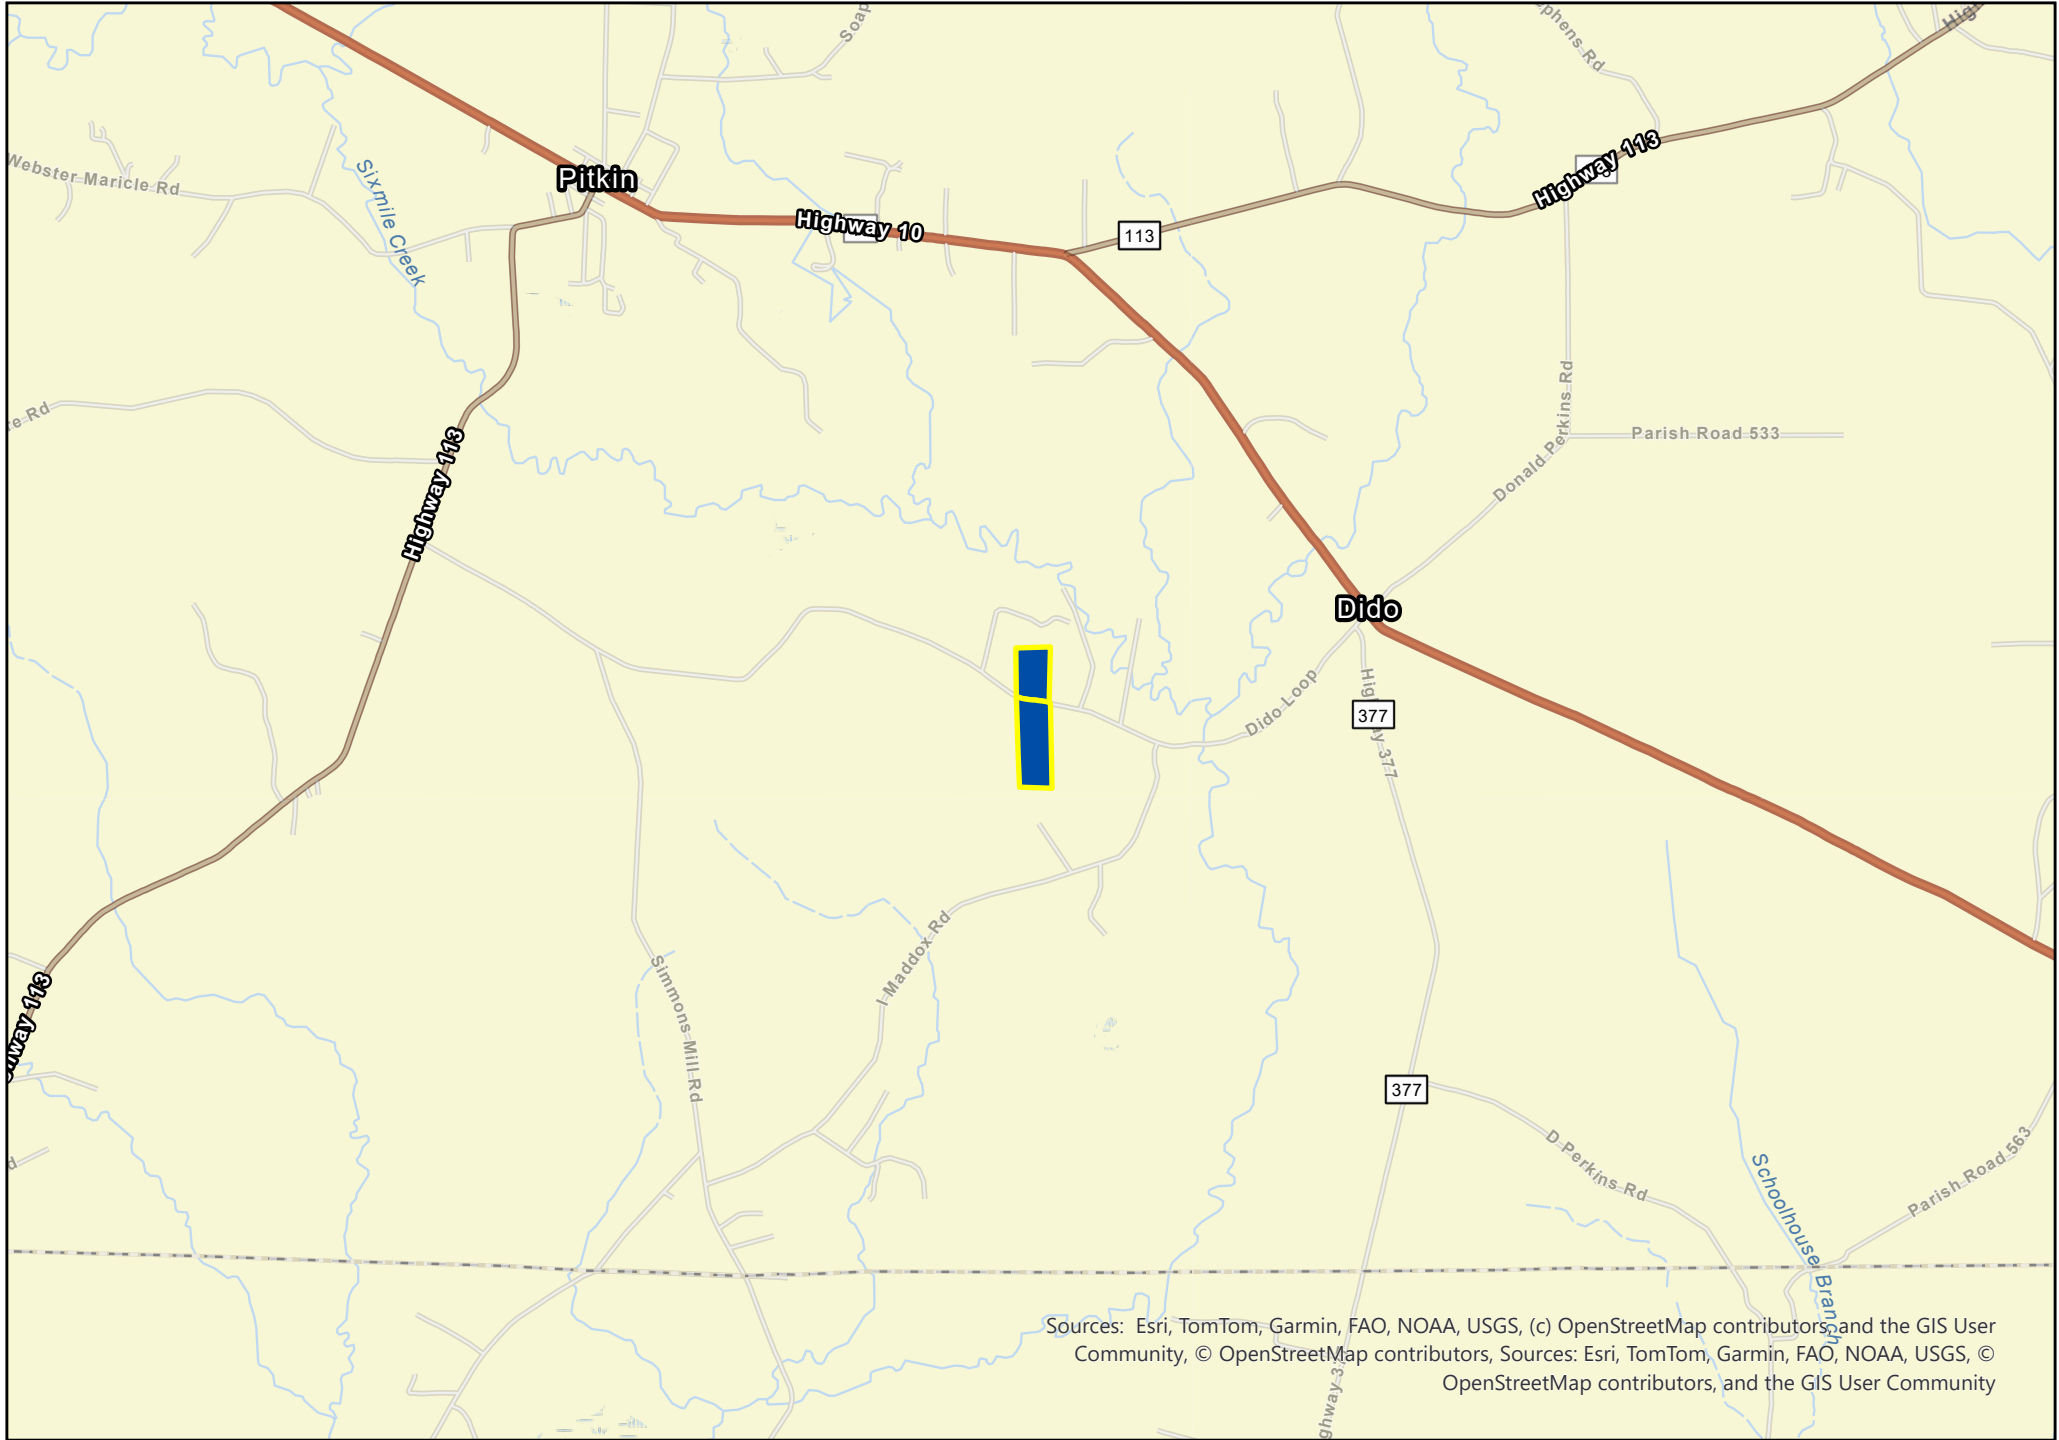 Webster Maricle Rd
Sixmile Creek
Pitkin
Highway 10
113
Highway 113
Donald Perkins Rd
Parish Road 533
Highway 113
Dido
Dido Loop
Highway 377
377
I Maddox Rd
Simmons Mill Rd
377
D Perkins Rd
Parish Road 563
Schoolhouse Branch
Sources: Esri, TomTom, Garmin, FAO, NOAA, USGS, (c) OpenStreetMap contributors, and the GIS User
Community, © OpenStreetMap contributors, Sources: Esri, TomTom, Garmin, FAO, NOAA, USGS, ©
OpenStreetMap contributors, and the GIS User Community